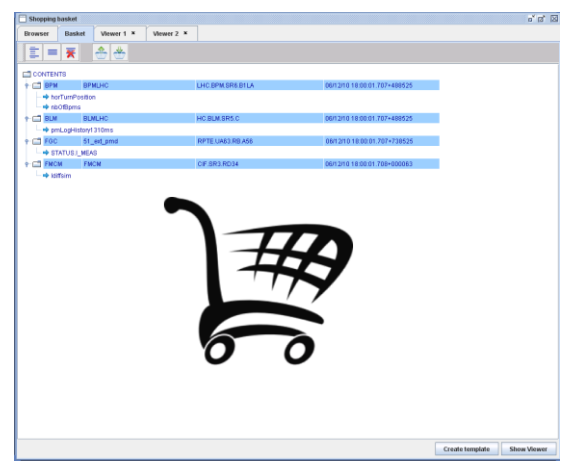 Shopping basket
Browser Basket Viewer 1 × Viewer 2 ×
CONTENTS
BPM BPMLHC LHC.BPM.SR8.B1LA 06/12/10 18:00:01.707+488525
horTurnPosition
nbOfBpms
BLM BLMLHC HC.BLM.SR5.C 06/12/10 18:00:01.707+488525
pmLogHistory1310ms
FGC 51_ext_pmd RPTE.UA63.RB.A56 06/12/10 18:00:01.707+738525
STATUS.I_MEAS
FMCM FMCM CIF.SR3.RD34 06/12/10 18:00:01.708+000063
Create template Show Viewer